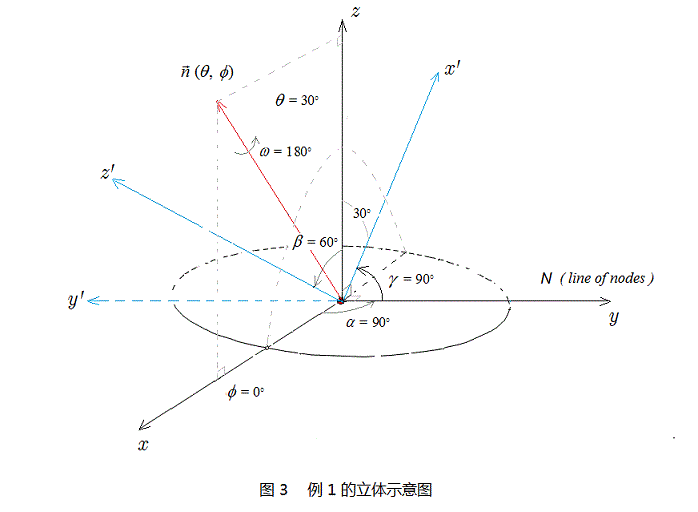 z
x′
n⃗ (θ, ϕ)
θ = 30°
ω = 180°
z′
30°
β = 60°
γ = 90°
N ( line of nodes )
y′
α = 90°
y
ϕ = 0°
x
图 3 例 1 的立体示意图